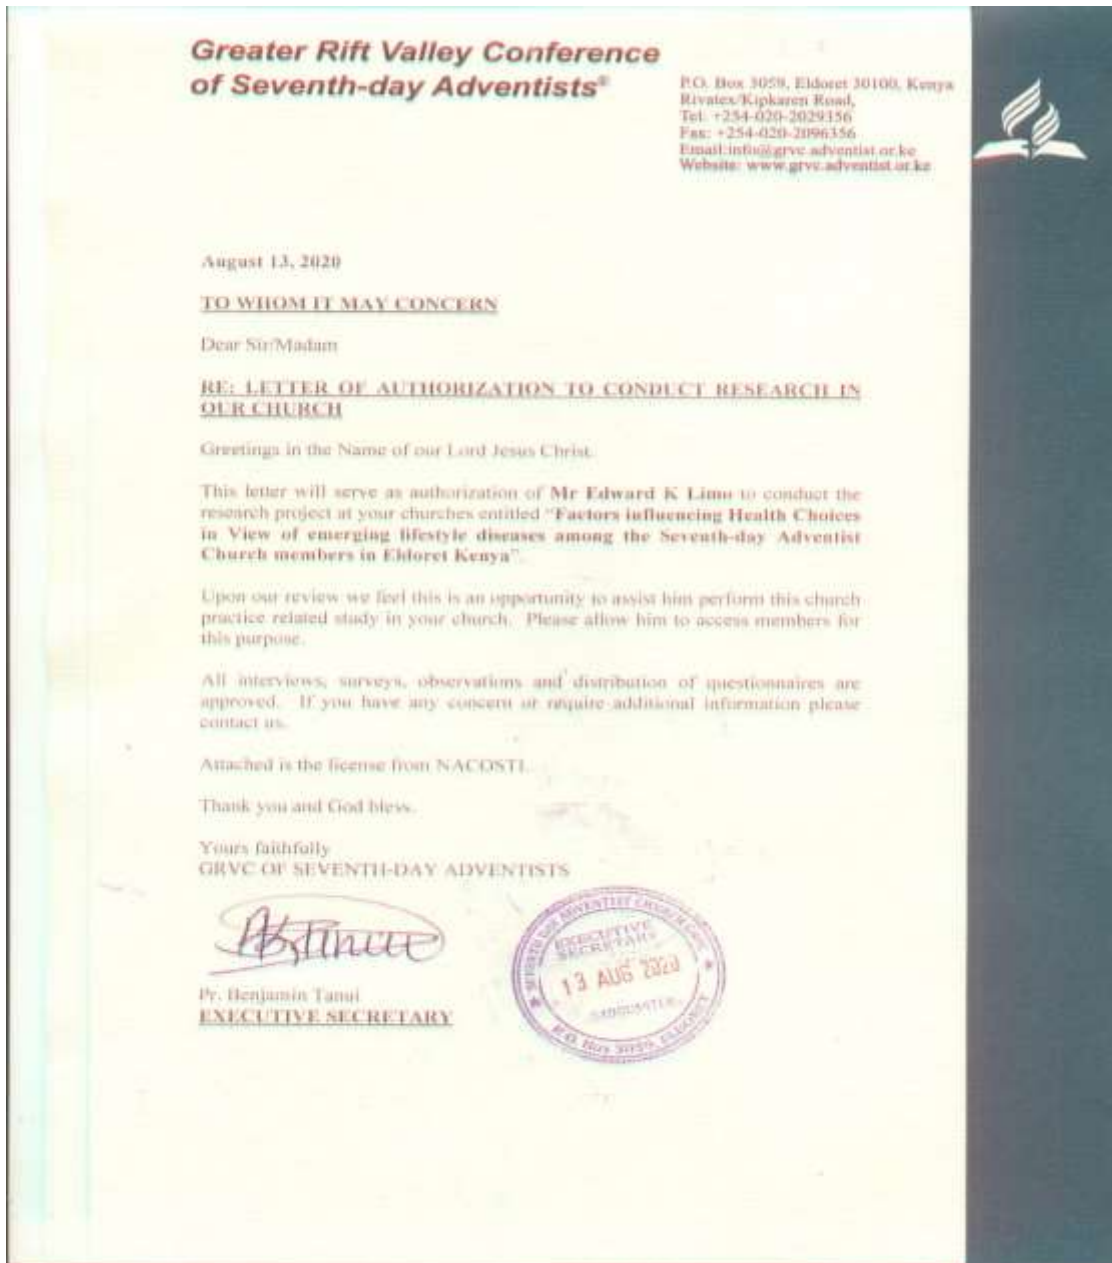 Greater Rift Valley Conference
of Seventh-day Adventists®
P.O. Box 3059, Eldoret 30100, Kenya
Rivatex/Kipkaren Road,
Tel: +254-020-2029356
Fax: +254-020-2096356
Email:info@grvc.adventist.or.ke
Website: www.grvc.adventist.or.ke
August 13, 2020
TO WHOM IT MAY CONCERN
Dear Sir/Madam
RE: LETTER OF AUTHORIZATION TO CONDUCT RESEARCH IN
OUR CHURCH
Greetings in the Name of our Lord Jesus Christ.
This letter will serve as authorization of Mr Edward K Limo to conduct the
research project at your churches entitled “Factors influencing Health Choices
in View of emerging lifestyle diseases among the Seventh-day Adventist
Church members in Eldoret Kenya”.
Upon our review we feel this is an opportunity to assist him perform this church
practice related study in your church. Please allow him to access members for
this purpose.
All interviews, surveys, observations and distribution of questionnaires are
approved. If you have any concern or require additional information please
contact us.
Attached is the license from NACOSTI.
Thank you and God bless.
Yours faithfully
GRVC OF SEVENTH-DAY ADVENTISTS
Pr. Benjamin Tanui
EXECUTIVE SECRETARY
SEVENTH DAY ADVENTIST CHURCH
EXECUTIVE
SECRETARY
13 AUG 2020
P.O. Box 3059, ELDORET